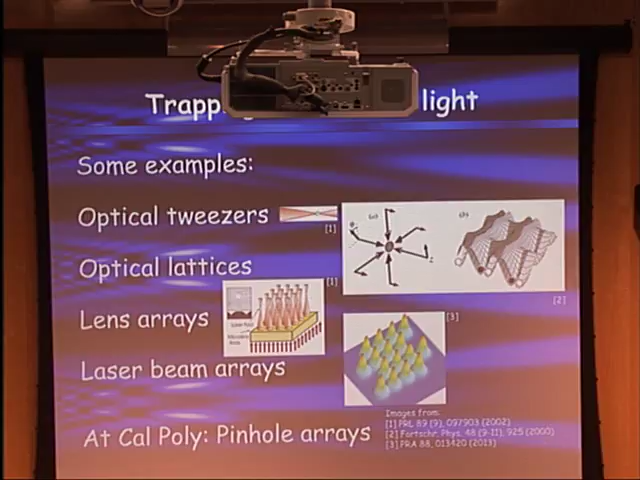 Trapp light
Some examples:
Optical tweezers
[1]
(a) (b)
Optical lattices
[1]
[2]
Lens arrays
[3]
Laser beam arrays
Images from:
[1] PRL 89 (9), 097903 (2002)
At Cal Poly: Pinhole arrays
[2] Fortschr. Phys. 48 (9-11), 925 (2000)
[3] PRA 88, 013420 (2013)